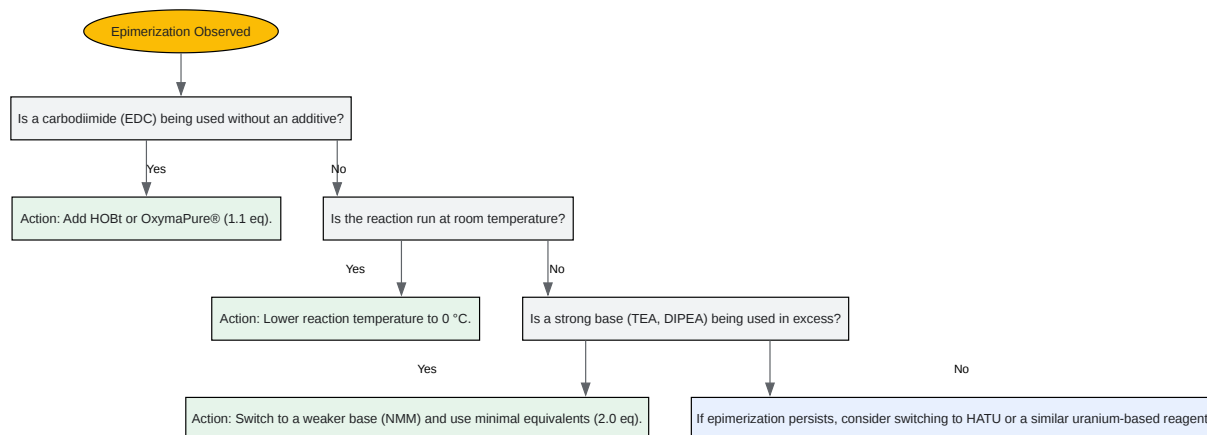 Epimerization Observed
Is a carbodiimide (EDC) being used without an additive?
Yes
No
Action: Add HOBt or OxymaPure® (1.1 eq).
Is the reaction run at room temperature?
Yes
No
Action: Lower reaction temperature to 0 °C.
Is a strong base (TEA, DIPEA) being used in excess?
Yes
No
Action: Switch to a weaker base (NMM) and use minimal equivalents (2.0 eq).
If epimerization persists, consider switching to HATU or a similar uranium-based reagent